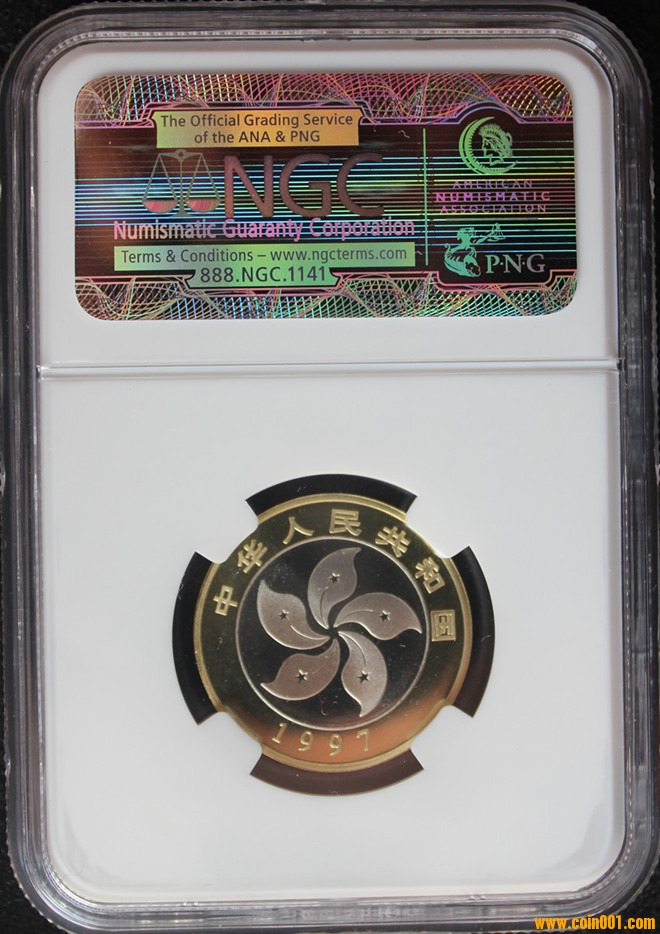 The Official Grading Service
of the ANA & PNG
NGC
Numismatic Guaranty Corporation
Terms & Conditions – www.ngcterms.com
888.NGC.1141
AMERICAN
NUMISMATIC
ASSOCIATION
P·N·G
中华人民共和国
1997
www.coin001.com